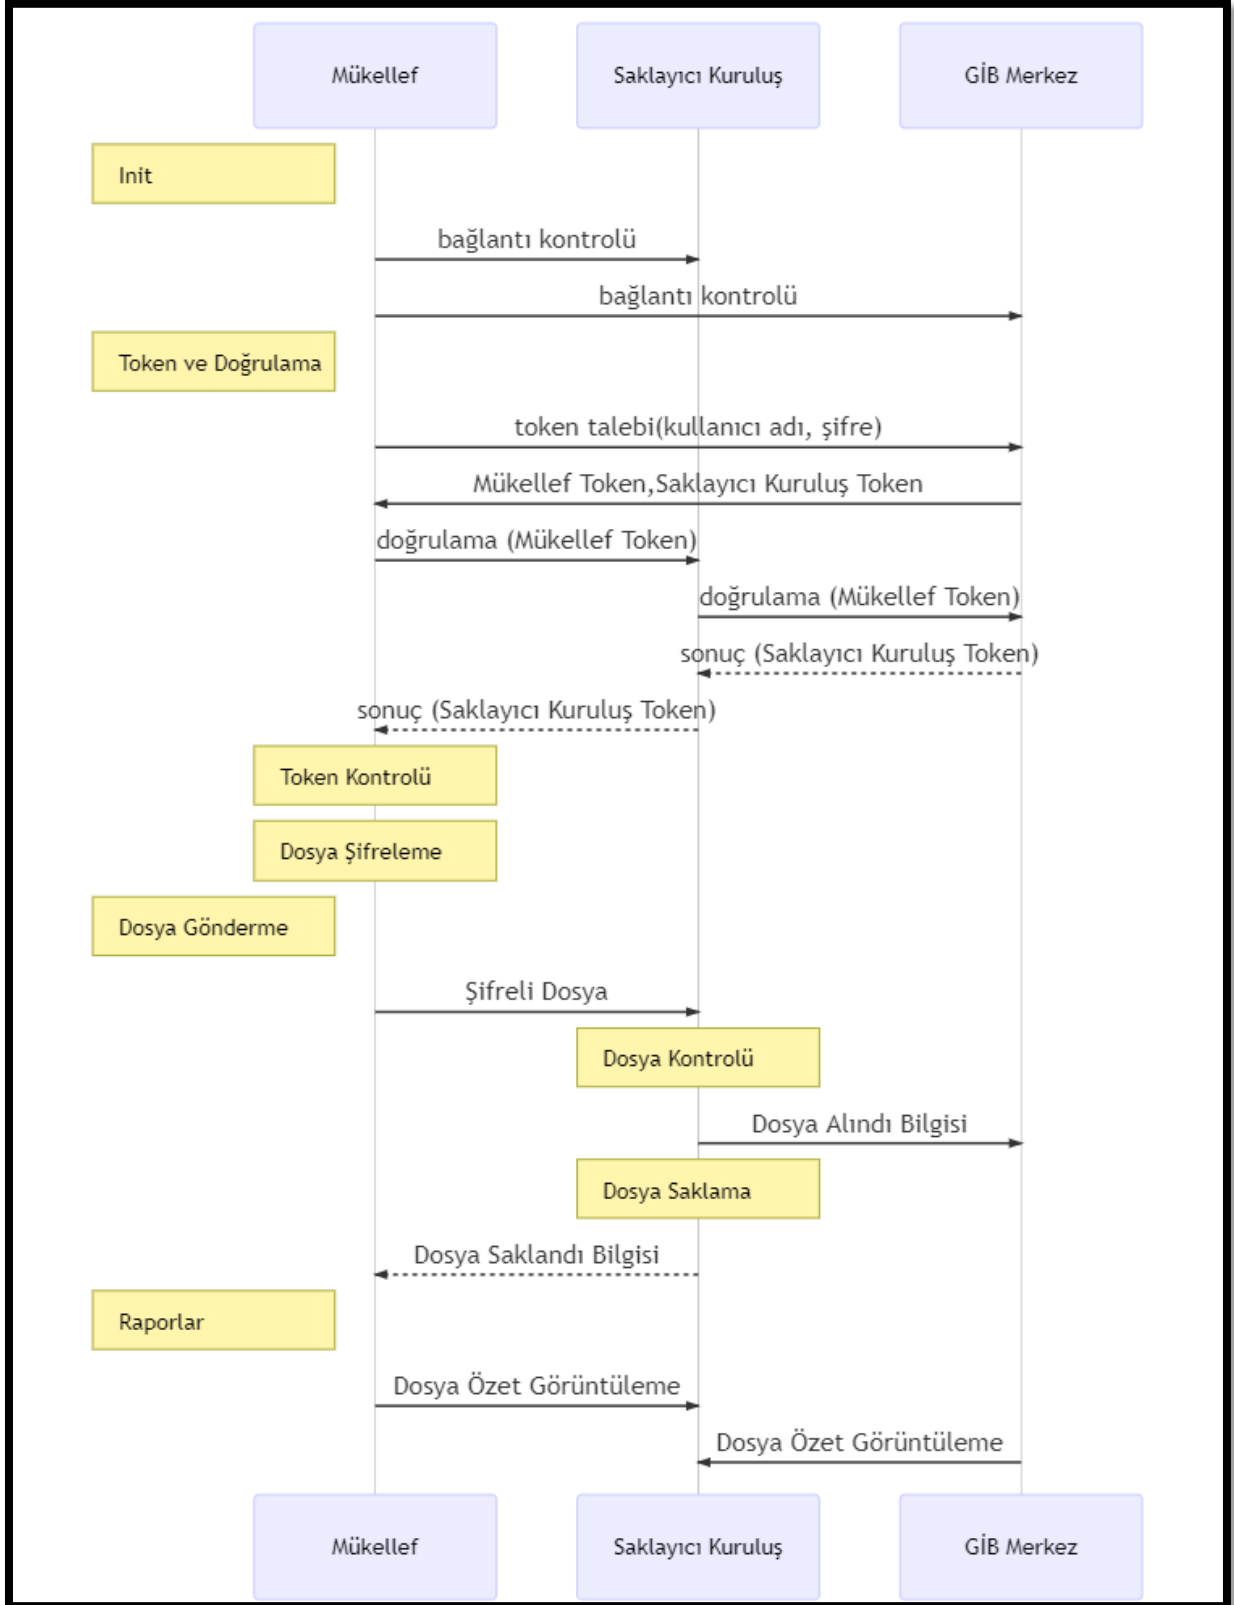 Mükellef
Saklayıcı Kuruluş
GİB Merkez
Init
bağlantı kontrolü
bağlantı kontrolü
Token ve Doğrulama
token talebi(kullanıcı adı, şifre)
Mükellef Token,Saklayıcı Kuruluş Token
doğrulama (Mükellef Token)
doğrulama (Mükellef Token)
sonuç (Saklayıcı Kuruluş Token)
sonuç (Saklayıcı Kuruluş Token)
Token Kontrolü
Dosya Şifreleme
Dosya Gönderme
Şifreli Dosya
Dosya Kontrolü
Dosya Alındı Bilgisi
Dosya Saklama
Dosya Saklandı Bilgisi
Raporlar
Dosya Özet Görüntüleme
Dosya Özet Görüntüleme
Mükellef
Saklayıcı Kuruluş
GİB Merkez